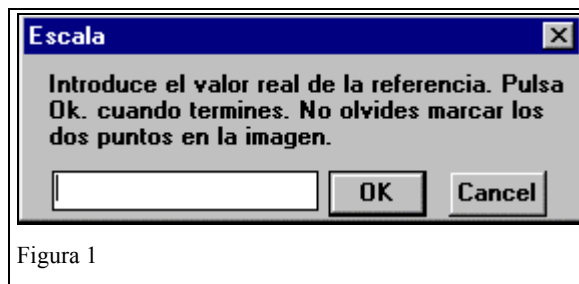 Escala
Introduce el valor real de la referencia. Pulsa
Ok. cuando termines. No olvides marcar los
dos puntos en la imagen.
OK Cancel
Figura 1